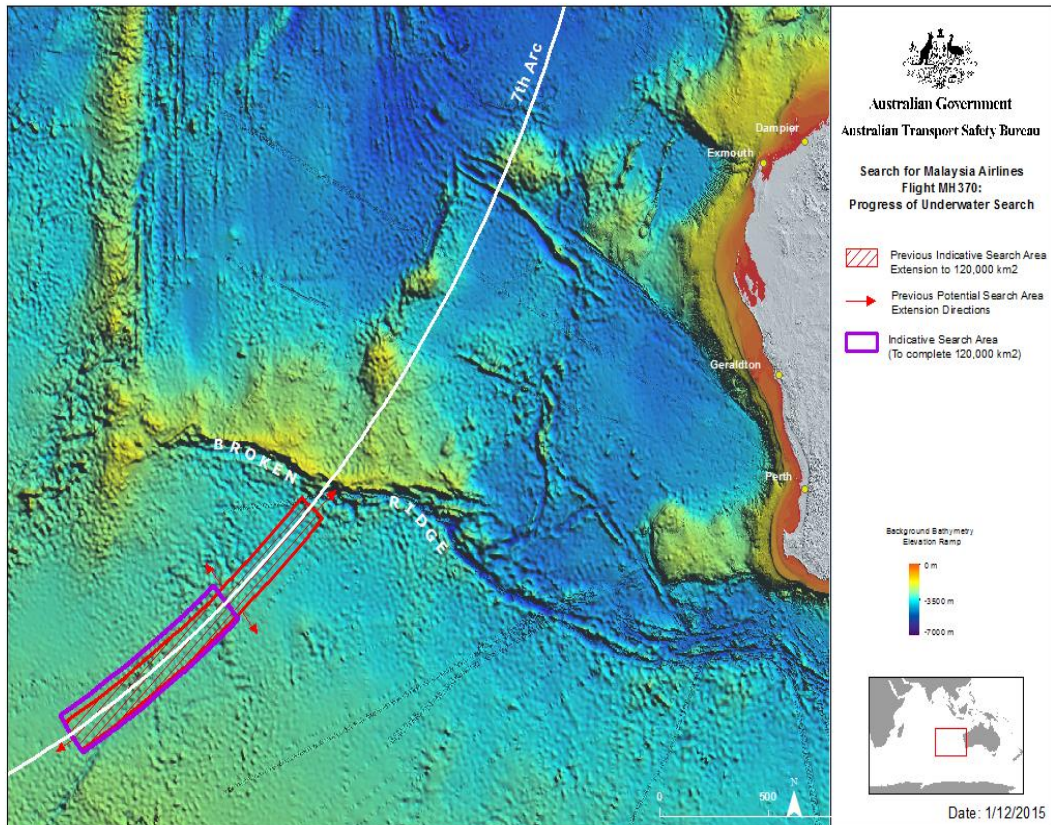 7th Arc
Dampier
Exmouth
Geraldton
Perth
BROKEN RIDGE
0 500
N
Australian Government
Australian Transport Safety Bureau
Search for Malaysia Airlines
Flight MH370:
Progress of Underwater Search
Previous Indicative Search Area
Extension to 120,000 km2
Previous Potential Search Area
Extension Directions
Indicative Search Area
(To complete 120,000 km2)
Background Bathymetry
Elevation Ramp
0 m
-3500 m
-7000 m
Date: 1/12/2015